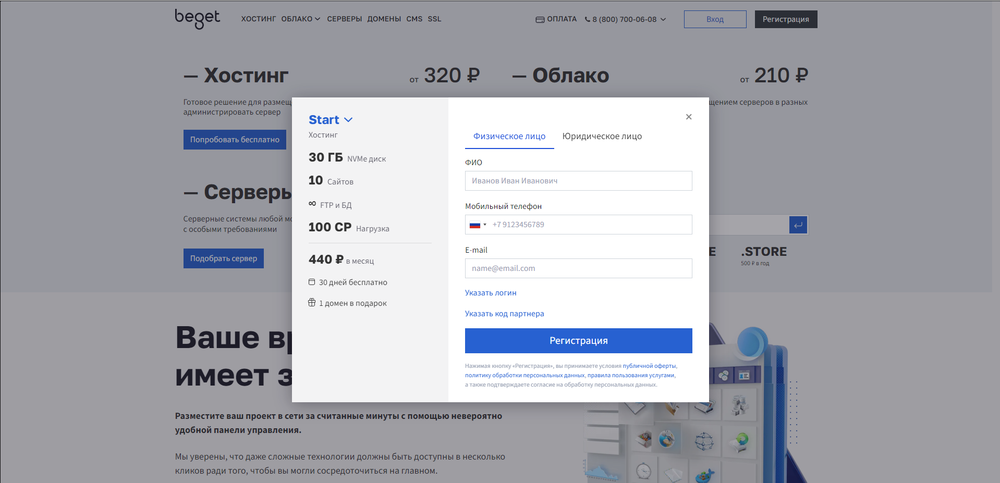 beget
ХОСТИНГ ОБЛАКО СЕРВЕРЫ ДОМЕНЫ CMS SSL
ОПЛАТА 8 (800) 700-06-08
Вход
Регистрация
— Хостинг
от 320 ₽
— Облако
от 210 ₽
Готовое решение для
администрировать сервер
серверов в разных
Попробовать бесплатно
— Серверы
Серверные системы любой
с особыми требованиями
Подобрать сервер
.STORE
500 ₽ в год
Start
Хостинг
30 ГБ NVMe диск
10 Сайтов
∞ FTP и БД
100 CP Нагрузка
440 ₽ в месяц
30 дней бесплатно
1 домен в подарок
×
Физическое лицо
Юридическое лицо
ФИО
Иванов Иван Иванович
Мобильный телефон
+7 9123456789
E-mail
name@email.com
Указать логин
Указать код партнера
Регистрация
Нажимая кнопку «Регистрация», вы принимаете условия публичной оферты,
политику обработки персональных данных, правила пользования услугами,
а также подтверждаете согласие на обработку персональных данных.
Ваше
имеет
Разместите ваш проект в сети за считанные минуты с помощью невероятно
удобной панели управления.
Мы уверены, что даже сложные технологии должны быть доступны в несколько
кликов ради того, чтобы вы могли сосредоточиться на главном.